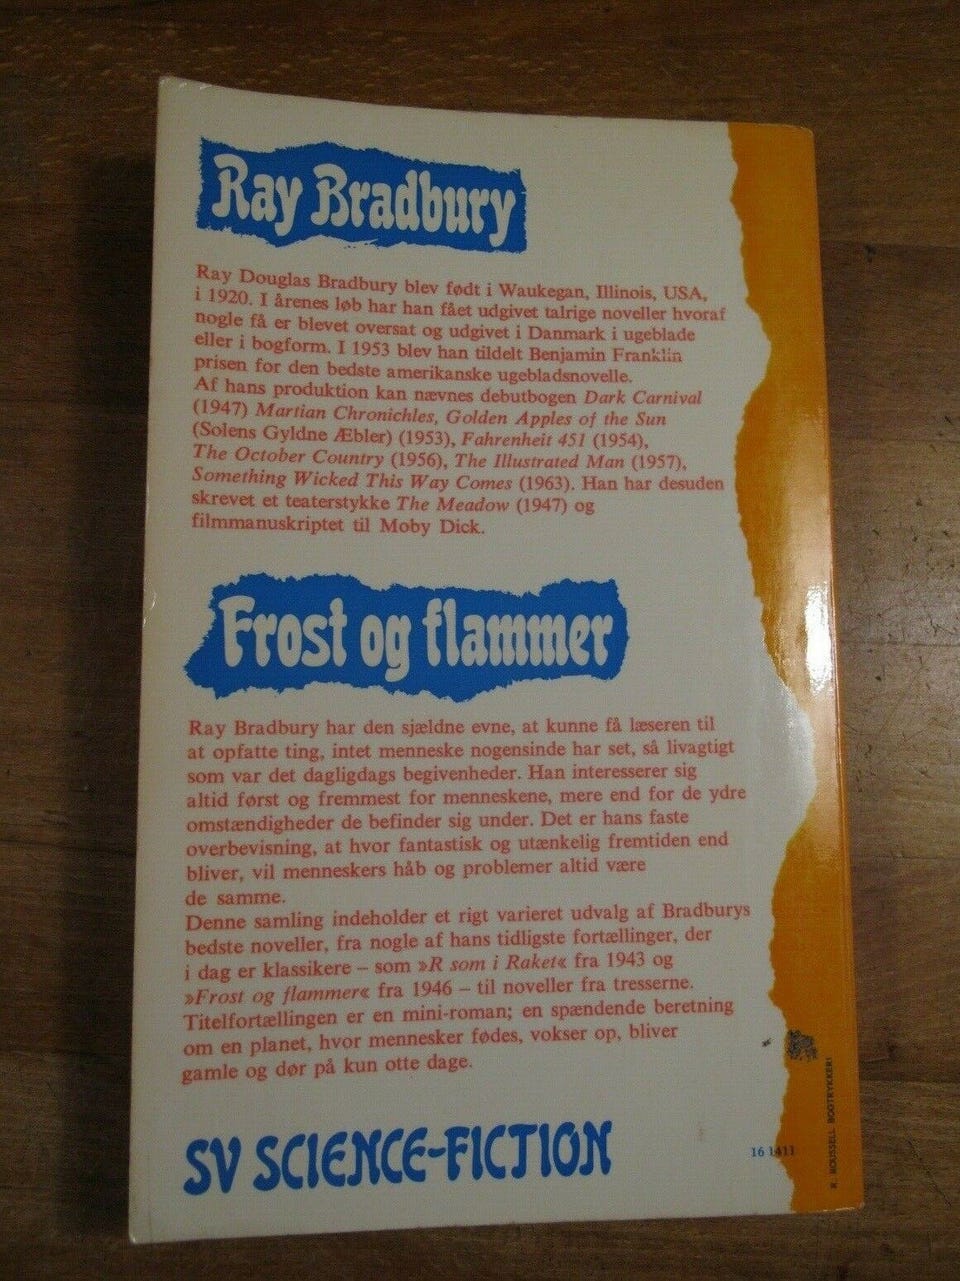 Ray Bradbury
Ray Douglas Bradbury blev født i Waukegan, Illinois, USA,
i 1920. I årenes løb har han fået udgivet talrige noveller hvoraf
nogle få er blevet oversat og udgivet i Danmark i ugeblade
eller i bogform. I 1953 blev han tildelt Benjamin Franklin
prisen for den bedste amerikanske ugebladsnovelle.
Af hans produktion kan nævnes debutbogen Dark Carnival
(1947) Martian Chronichles, Golden Apples of the Sun
(Solens Gyldne Æbler) (1953), Fahrenheit 451 (1954),
The October Country (1956), The Illustrated Man (1957),
Something Wicked This Way Comes (1963). Han har desuden
skrevet et teaterstykke The Meadow (1947) og
filmmanuskriptet til Moby Dick.
Frost og flammer
Ray Bradbury har den sjældne evne, at kunne få læseren til
at opfatte ting, intet menneske nogensinde har set, så livagtigt
som var det dagligdags begivenheder. Han interesserer sig
altid først og fremmest for menneskene, mere end for de ydre
omstændigheder de befinder sig under. Det er hans faste
overbevisning, at hvor fantastisk og utænkelig fremtiden end
bliver, vil menneskers håb og problemer altid være
de samme.
Denne samling indeholder et rigt varieret udvalg af Bradburys
bedste noveller, fra nogle af hans tidligste fortællinger, der
i dag er klassikere – som »R som i Raket« fra 1943 og
»Frost og flammer« fra 1946 – til noveller fra tresserne.
Titelfortællingen er en mini-roman; en spændende beretning
om en planet, hvor mennesker fødes, vokser op, bliver
gamle og dør på kun otte dage.
SV SCIENCE-FICTION
16 1411
R. ROUSSELL BOGTRYKKERI